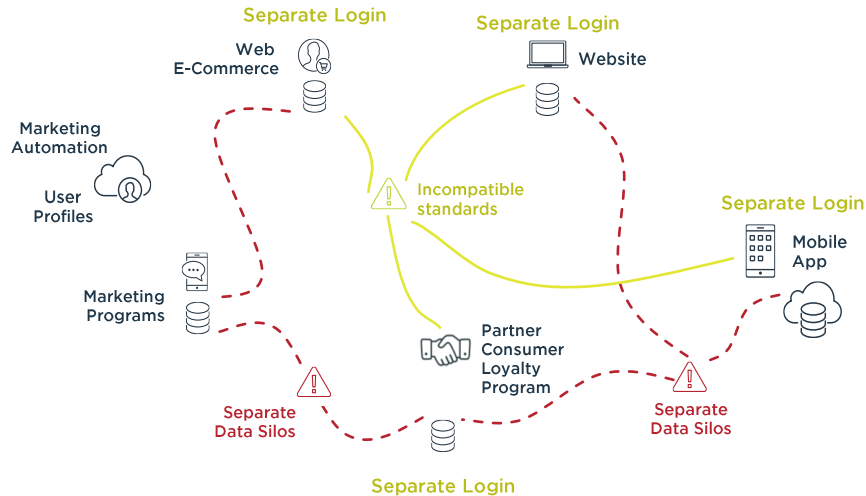 Separate Login
Separate Login
Web
E-Commerce
Website
Marketing
Automation
User
Profiles
Incompatible
standards
Separate Login
Mobile
App
Marketing
Programs
Partner
Consumer
Loyalty
Program
Separate
Data Silos
Separate
Data Silos
Separate Login